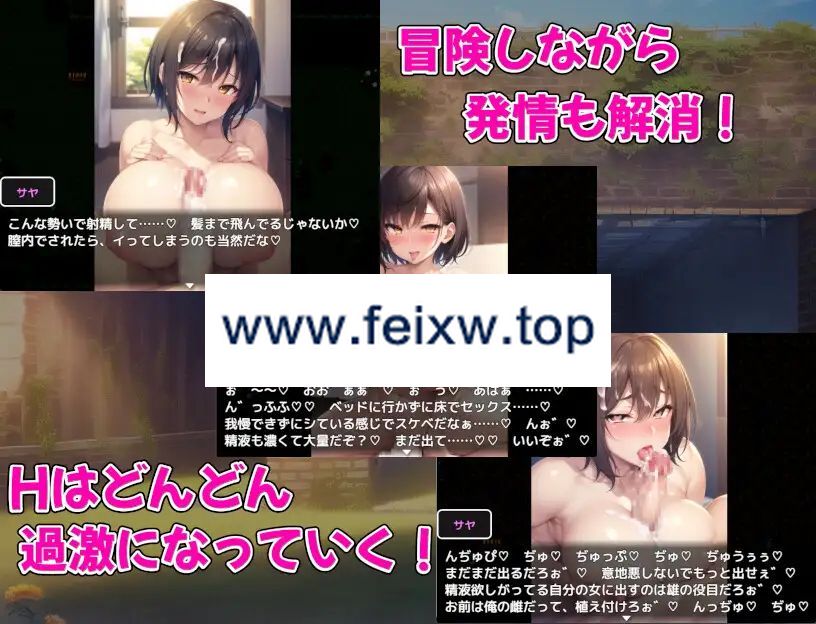 冒険しながら
発情も解消！
サヤ
こんな勢いで射精して……♡　髪まで飛んでるじゃないか♡
膣内でされたら、イってしまうのも当然だな♡
www.feixw.top
ぉ゛～～♡　おお゛ぁぁ゛♡　ぉ゛っ♡　あはぁ゛……♡
ん゛っふふ♡♡　ベッドに行かずに床でセックス……♡
我慢できずにシている感じでスケベだなぁ……♡　んぉ゛♡
精液も濃くて大量だぞ？♡　まだ出て……♡♡　いいぞぉ゛♡
Hはどんどん
過激になっていく！
サヤ
んぢゅぴ♡　ぢゅ♡　ぢゅっぷ♡　ぢゅ♡　ぢゅうぅぅ♡
まだまだ出るだろぉ゛♡　意地悪しないでもっと出せぇ゛♡
精液欲しがってる自分の女に出すのは雄の役目だろぉ゛♡
お前は俺の雌だって、植え付けろぉ゛♡　んっぢゅ♡　ぢゅ♡